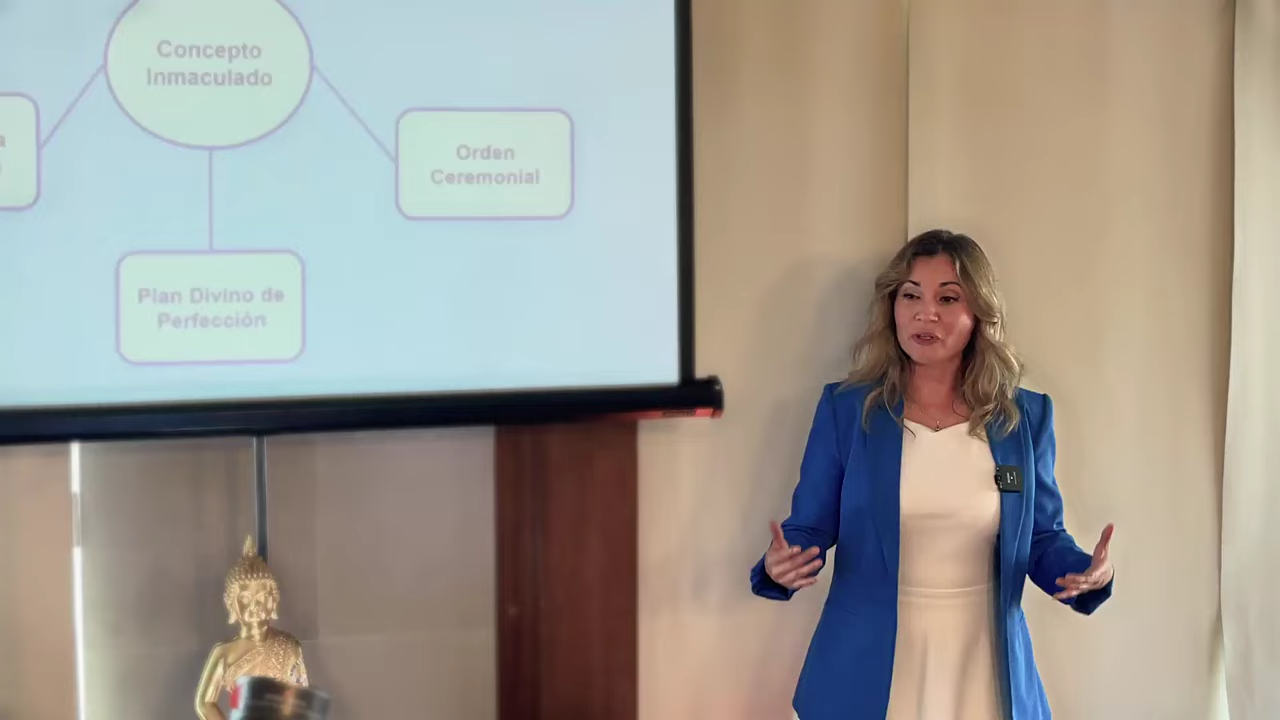 Concepto
Inmaculado
Orden
Ceremonial
Plan Divino de
Perfección